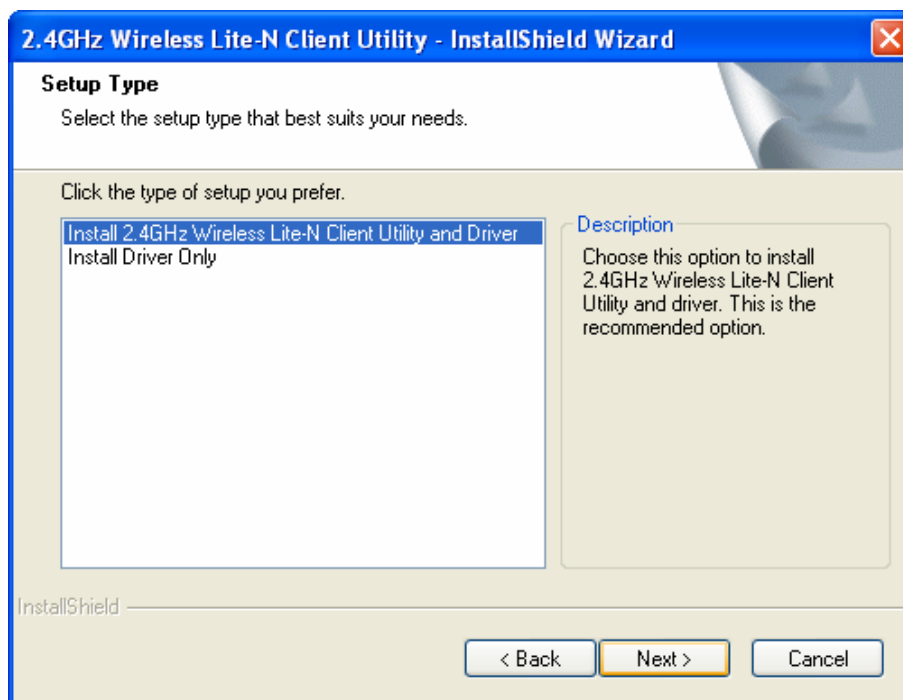 2.4GHz Wireless Lite-N Client Utility - InstallShield Wizard
Setup Type
Select the setup type that best suits your needs.
Click the type of setup you prefer.
Install 2.4GHz Wireless Lite-N Client Utility and Driver
Install Driver Only
Description
Choose this option to install
2.4GHz Wireless Lite-N Client
Utility and driver. This is the
recommended option.
InstallShield
< Back
Next >
Cancel